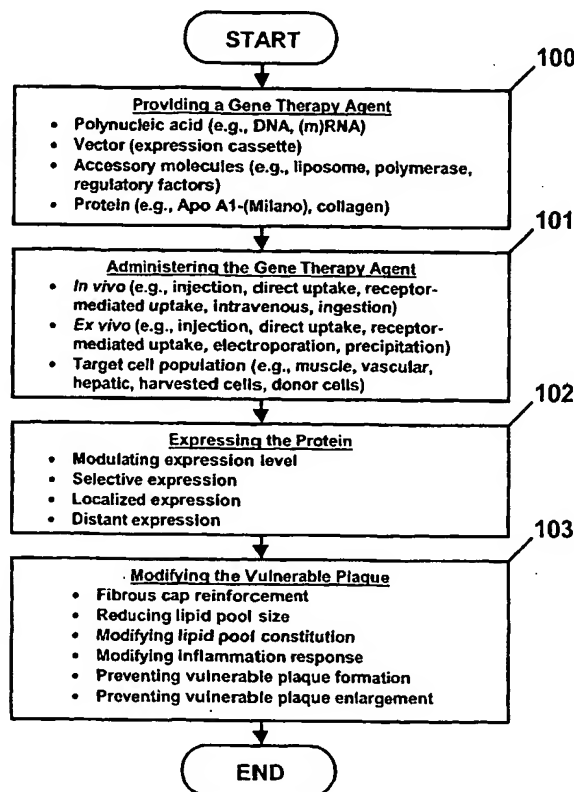 START
100
Providing a Gene Therapy Agent
• Polynucleic acid (e.g., DNA, (m)RNA)
• Vector (expression cassette)
• Accessory molecules (e.g., liposome, polymerase,
regulatory factors)
• Protein (e.g., Apo A1-(Milano), collagen)
101
Administering the Gene Therapy Agent
• In vivo (e.g., injection, direct uptake, receptor-
mediated uptake, intravenous, ingestion)
• Ex vivo (e.g., injection, direct uptake, receptor-
mediated uptake, electroporation, precipitation)
• Target cell population (e.g., muscle, vascular,
hepatic, harvested cells, donor cells)
102
Expressing the Protein
• Modulating expression level
• Selective expression
• Localized expression
• Distant expression
103
Modifying the Vulnerable Plaque
• Fibrous cap reinforcement
• Reducing lipid pool size
• Modifying lipid pool constitution
• Modifying inflammation response
• Preventing vulnerable plaque formation
• Preventing vulnerable plaque enlargement
END